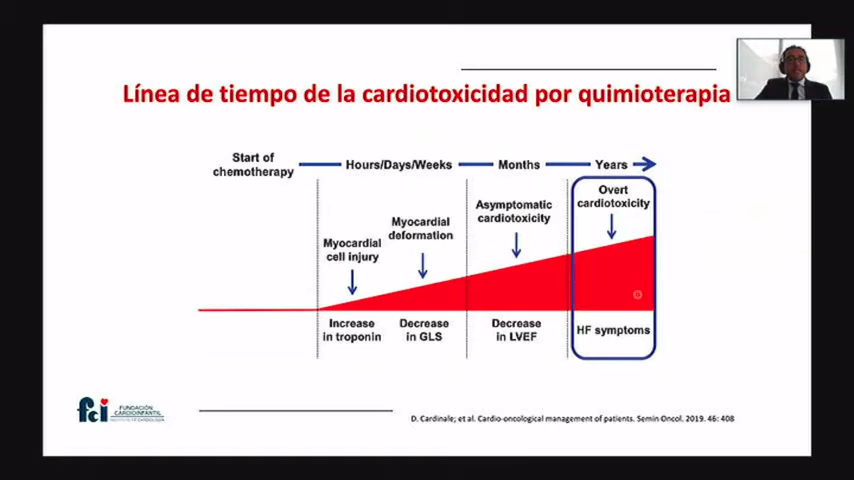 Línea de tiempo de la cardiotoxicidad por quimioterapia
Start of
chemotherapy
Hours/Days/Weeks
Months
Years
Myocardial
cell injury
Myocardial
deformation
Asymptomatic
cardiotoxicity
Overt
cardiotoxicity
Increase
in troponin
Decrease
in GLS
Decrease
in LVEF
HF symptoms
fci
FUNDACIÓN
CARDIOINFANTIL
INSTITUTO DE CARDIOLOGÍA
D. Cardinale; et al. Cardio-oncological management of patients. Semin Oncol. 2019. 46: 408